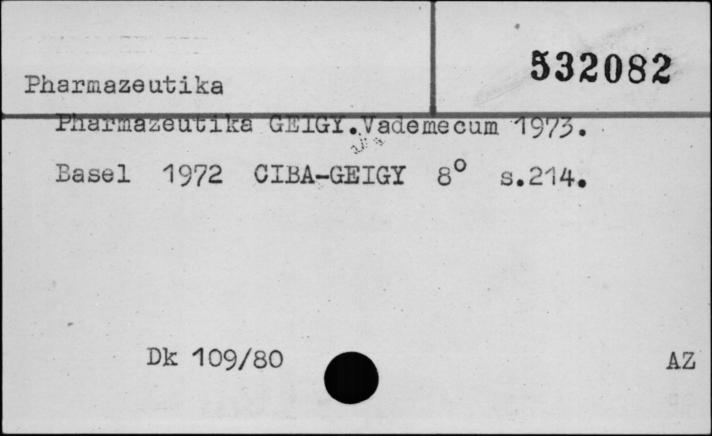 532082
Pharmazeutika
Pharmazeutika GEIGY.Vademecum 1973.
Basel 1972 CIBA-GEIGY 8° s.214.
Dk 109/80 AZ